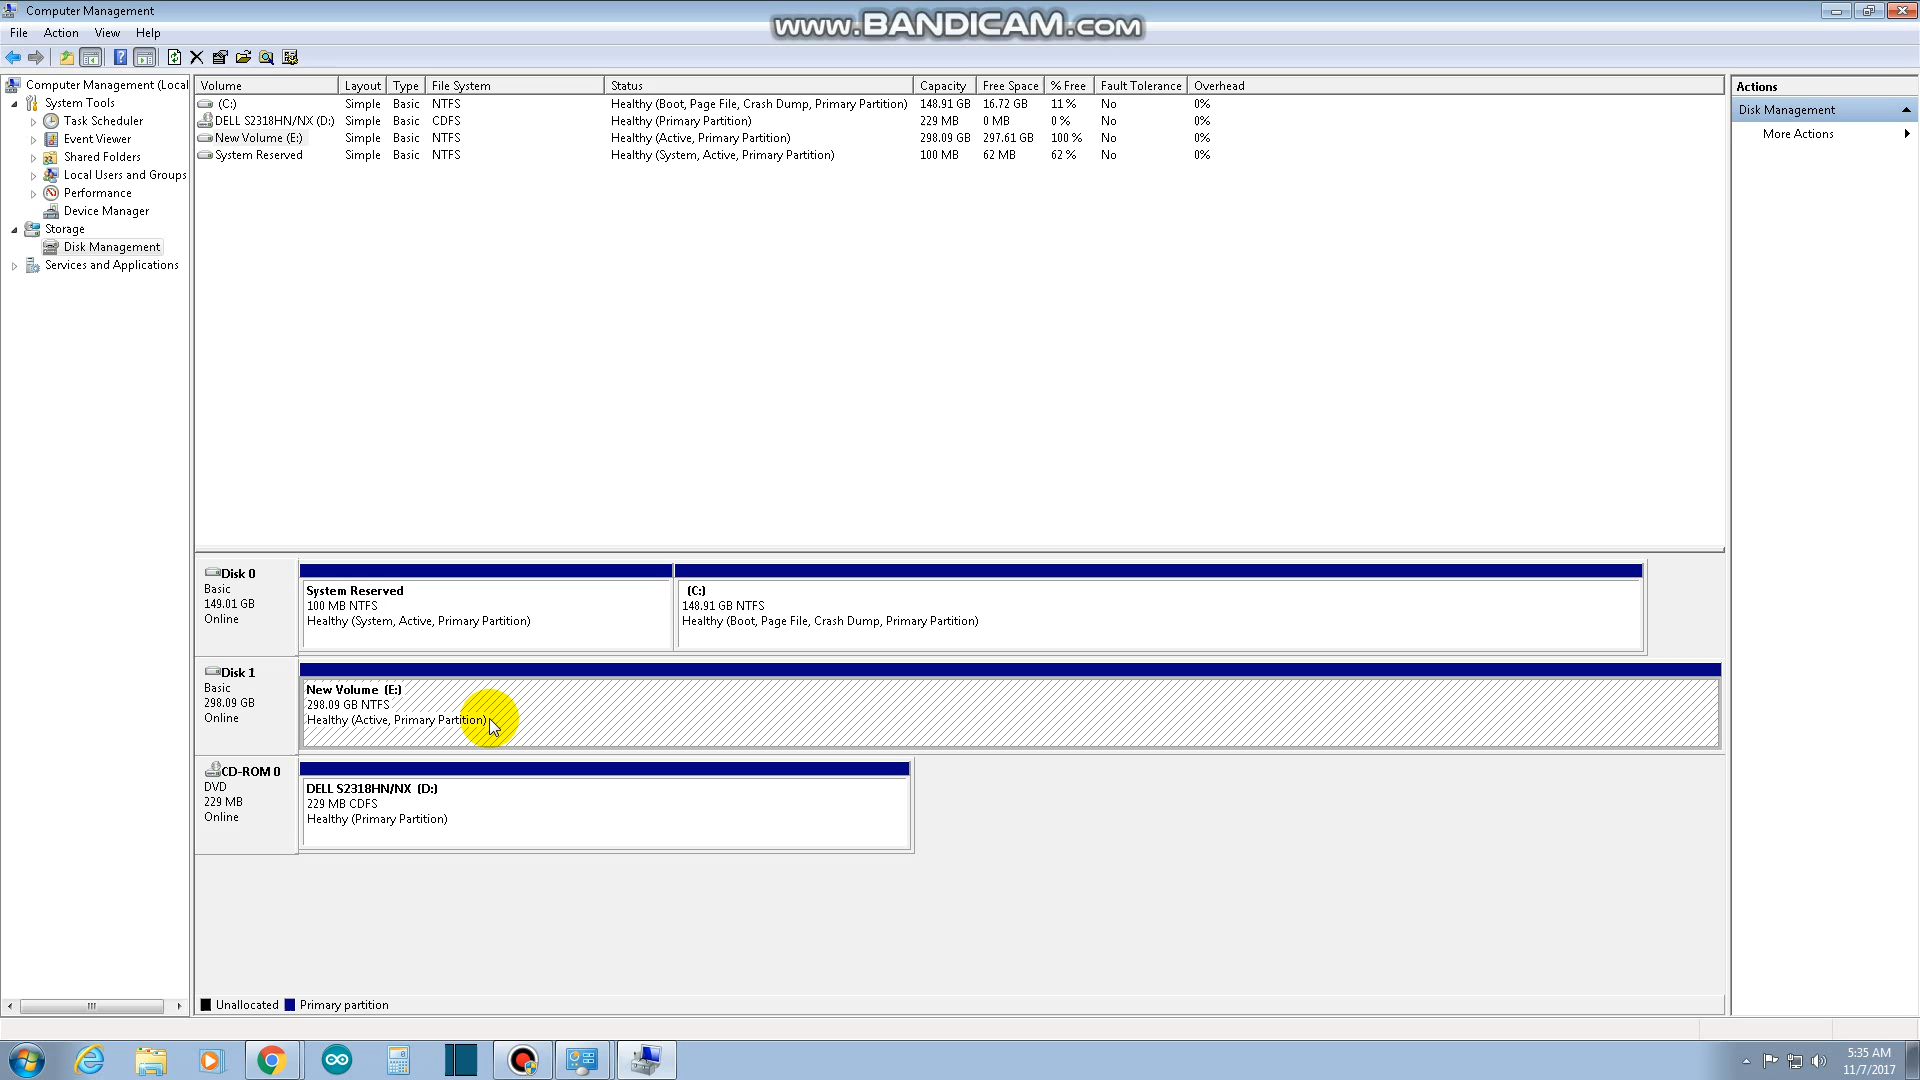 Computer Management
www.BANDICAM.com
File Action View Help
Computer Management (Local
System Tools
Task Scheduler
Event Viewer
Shared Folders
Local Users and Groups
Performance
Device Manager
Storage
Disk Management
Services and Applications
Volume Layout Type File System Status Capacity Free Space % Free Fault Tolerance Overhead
(C:) Simple Basic NTFS Healthy (Boot, Page File, Crash Dump, Primary Partition) 148.91 GB 16.72 GB 11 % No 0%
DELL S2318HN/NX (D:) Simple Basic CDFS Healthy (Primary Partition) 229 MB 0 MB 0 % No 0%
New Volume (E:) Simple Basic NTFS Healthy (Active, Primary Partition) 298.09 GB 297.61 GB 100 % No 0%
System Reserved Simple Basic NTFS Healthy (System, Active, Primary Partition) 100 MB 62 MB 62 % No 0%
Actions
Disk Management
More Actions
Disk 0
Basic
149.01 GB
Online
System Reserved
100 MB NTFS
Healthy (System, Active, Primary Partition)
(C:)
148.91 GB NTFS
Healthy (Boot, Page File, Crash Dump, Primary Partition)
Disk 1
Basic
298.09 GB
Online
New Volume (E:)
298.09 GB NTFS
Healthy (Active, Primary Partition)
CD-ROM 0
DVD
229 MB
Online
DELL S2318HN/NX (D:)
229 MB CDFS
Healthy (Primary Partition)
Unallocated Primary partition
5:35 AM
11/7/2017